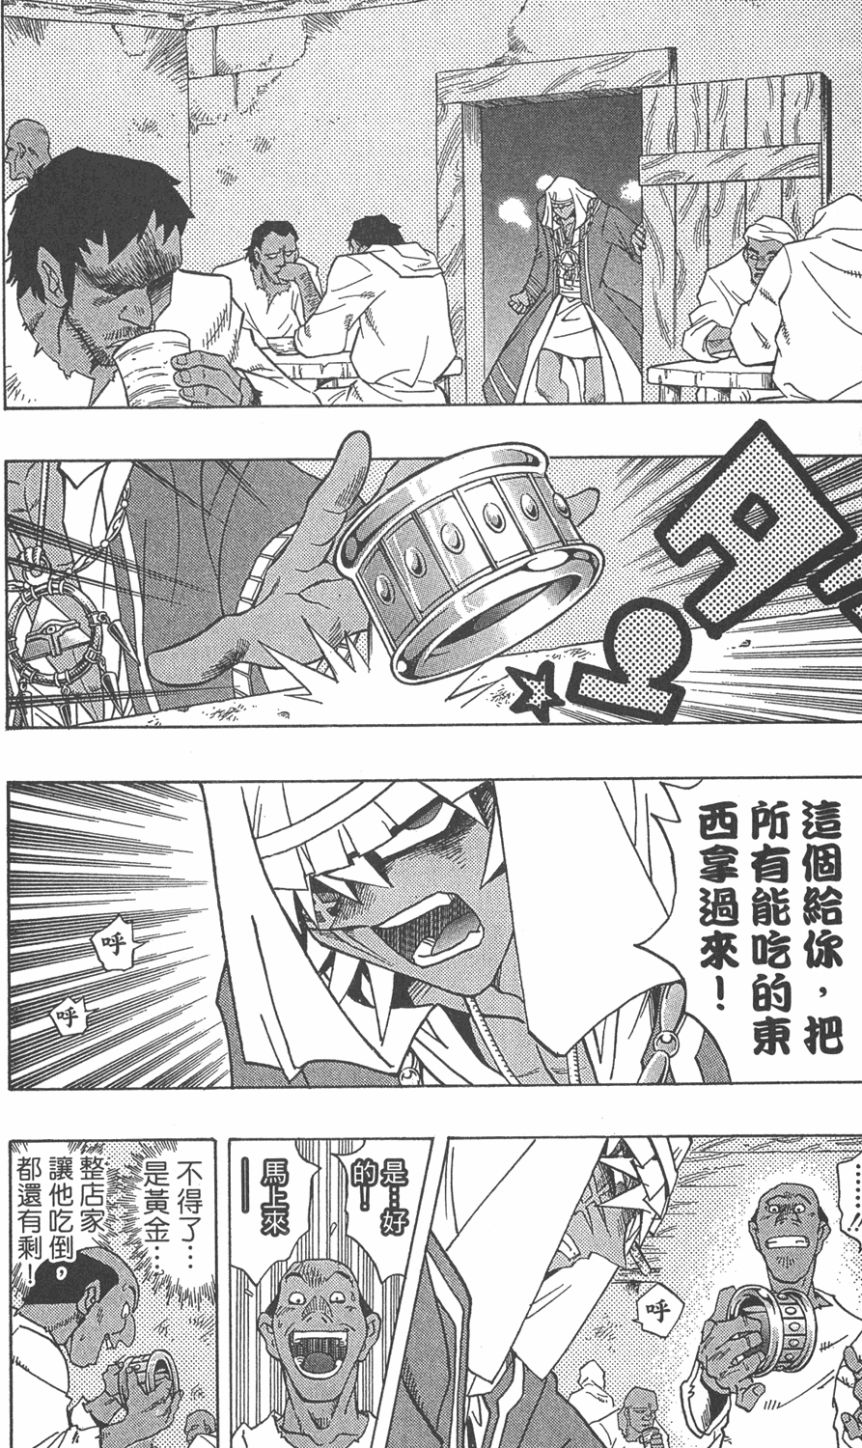 這個給你，把
所有能吃的東
西拿過來！
呼
呼
……!!
呼
是…好
的！
馬上來
——
不得了…
是黃金…
整店家
讓他吃倒，
都還有剩！